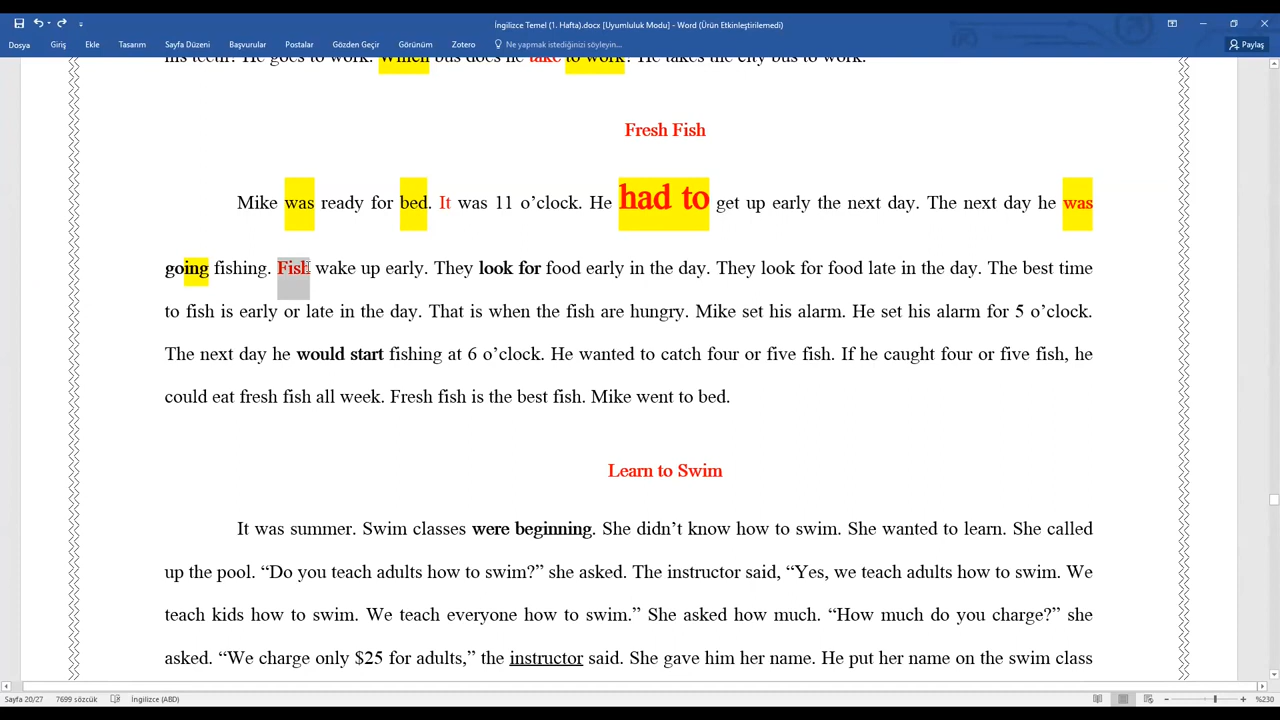 İngilizce Temel (1. Hafta).docx [Uyumluluk Modu] - Word (Ürün Etkinleştirilemedi)
Dosya Giriş Ekle Tasarım Sayfa Düzeni Başvurular Postalar Gözden Geçir Görünüm Zotero Ne yapmak istediğinizi söyleyin... Paylaş
his teeth? He goes to work. Which bus does he take to work? He takes the city bus to work.
Fresh Fish
Mike was ready for bed. It was 11 o’clock. He had to get up early the next day. The next day he was
going fishing. Fish wake up early. They look for food early in the day. They look for food late in the day. The best time
to fish is early or late in the day. That is when the fish are hungry. Mike set his alarm. He set his alarm for 5 o’clock.
The next day he would start fishing at 6 o’clock. He wanted to catch four or five fish. If he caught four or five fish, he
could eat fresh fish all week. Fresh fish is the best fish. Mike went to bed.
Learn to Swim
It was summer. Swim classes were beginning. She didn’t know how to swim. She wanted to learn. She called
up the pool. “Do you teach adults how to swim?” she asked. The instructor said, “Yes, we teach adults how to swim. We
teach kids how to swim. We teach everyone how to swim.” She asked how much. “How much do you charge?” she
asked. “We charge only $25 for adults,” the instructor said. She gave him her name. He put her name on the swim class
Sayfa 20/27 7699 sözcük İngilizce (ABD) %230